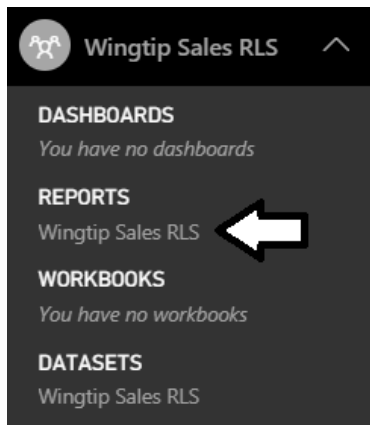 Wingtip Sales RLS
DASHBOARDS
You have no dashboards
REPORTS
Wingtip Sales RLS
WORKBOOKS
You have no workbooks
DATASETS
Wingtip Sales RLS